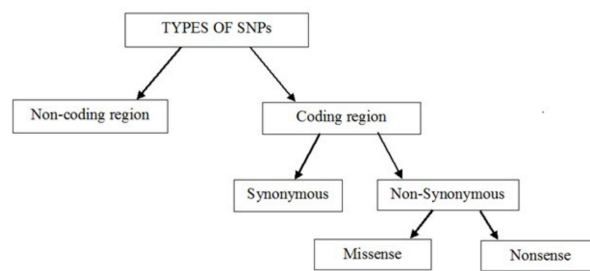 TYPES OF SNPs
Non-coding region
Coding region
Synonymous
Non-Synonymous
Missense
Nonsense